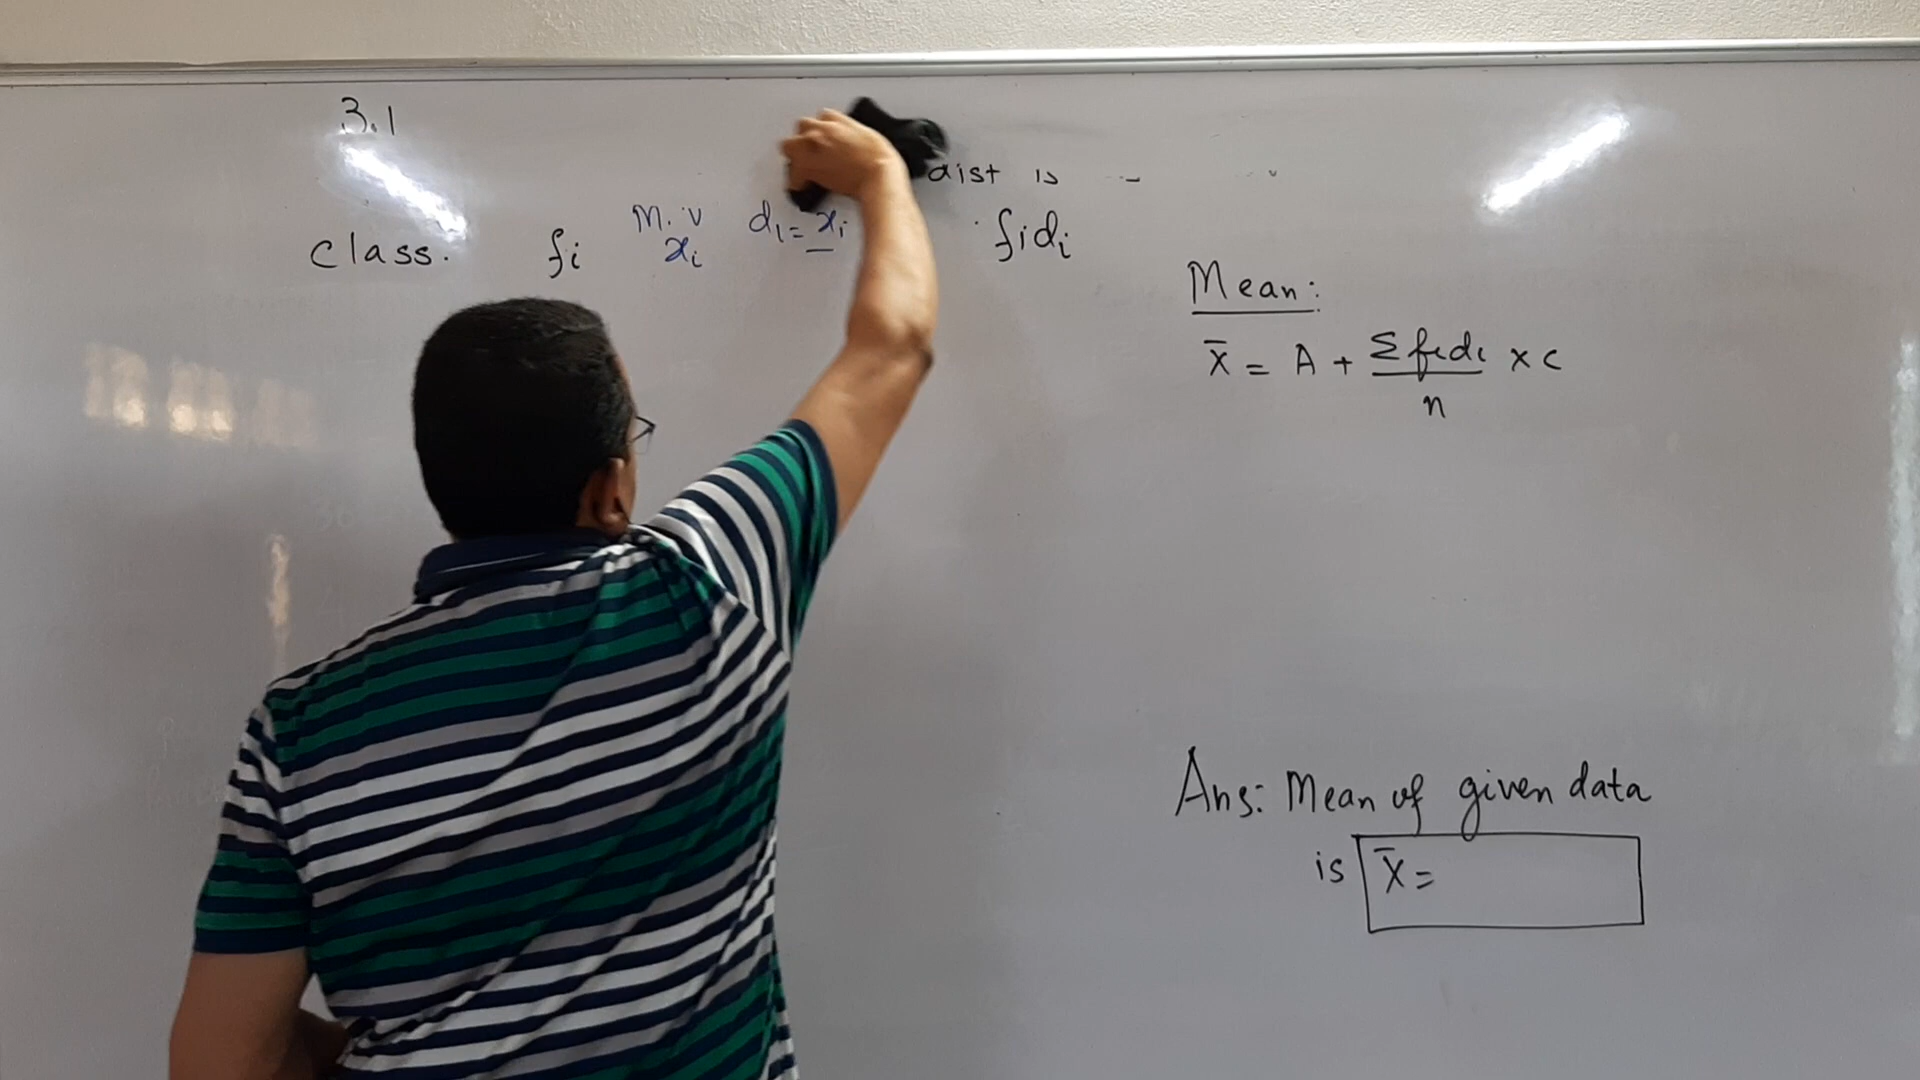 3.1
dist is -
class. fi M.v xi di = xi fidi
Mean:
x̄ = A + Σfidi / n × c
Ans: Mean of given data
is x̄ =